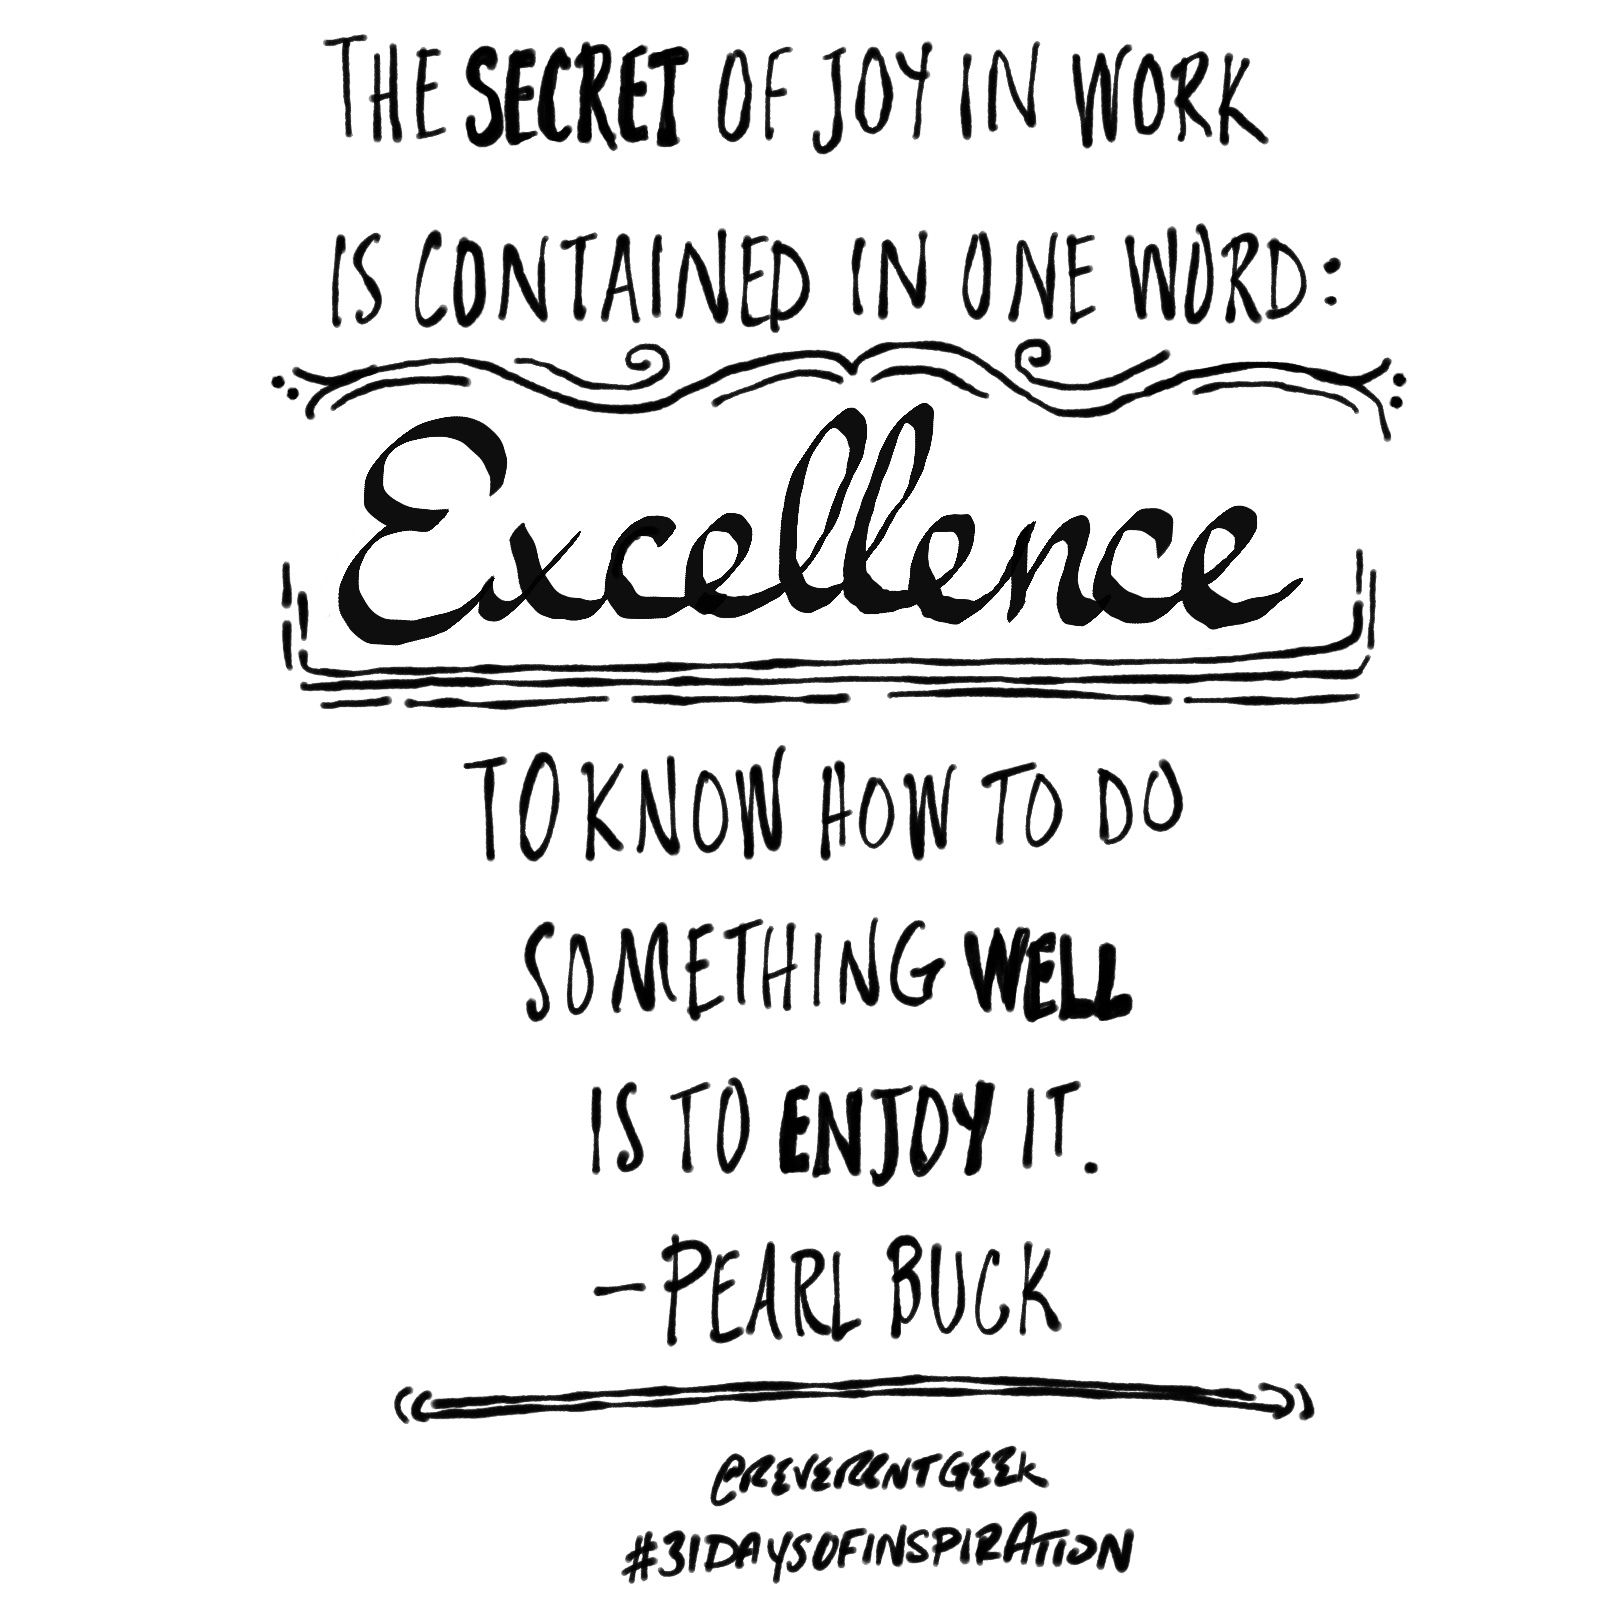 THE SECRET OF JOY IN WORK
IS CONTAINED IN ONE WORD:
Excellence
TO KNOW HOW TO DO
SOMETHING WELL
IS TO ENJOY IT.
—PEARL BUCK
@REVERENTGEEK
#31DAYSOFINSPIRATION